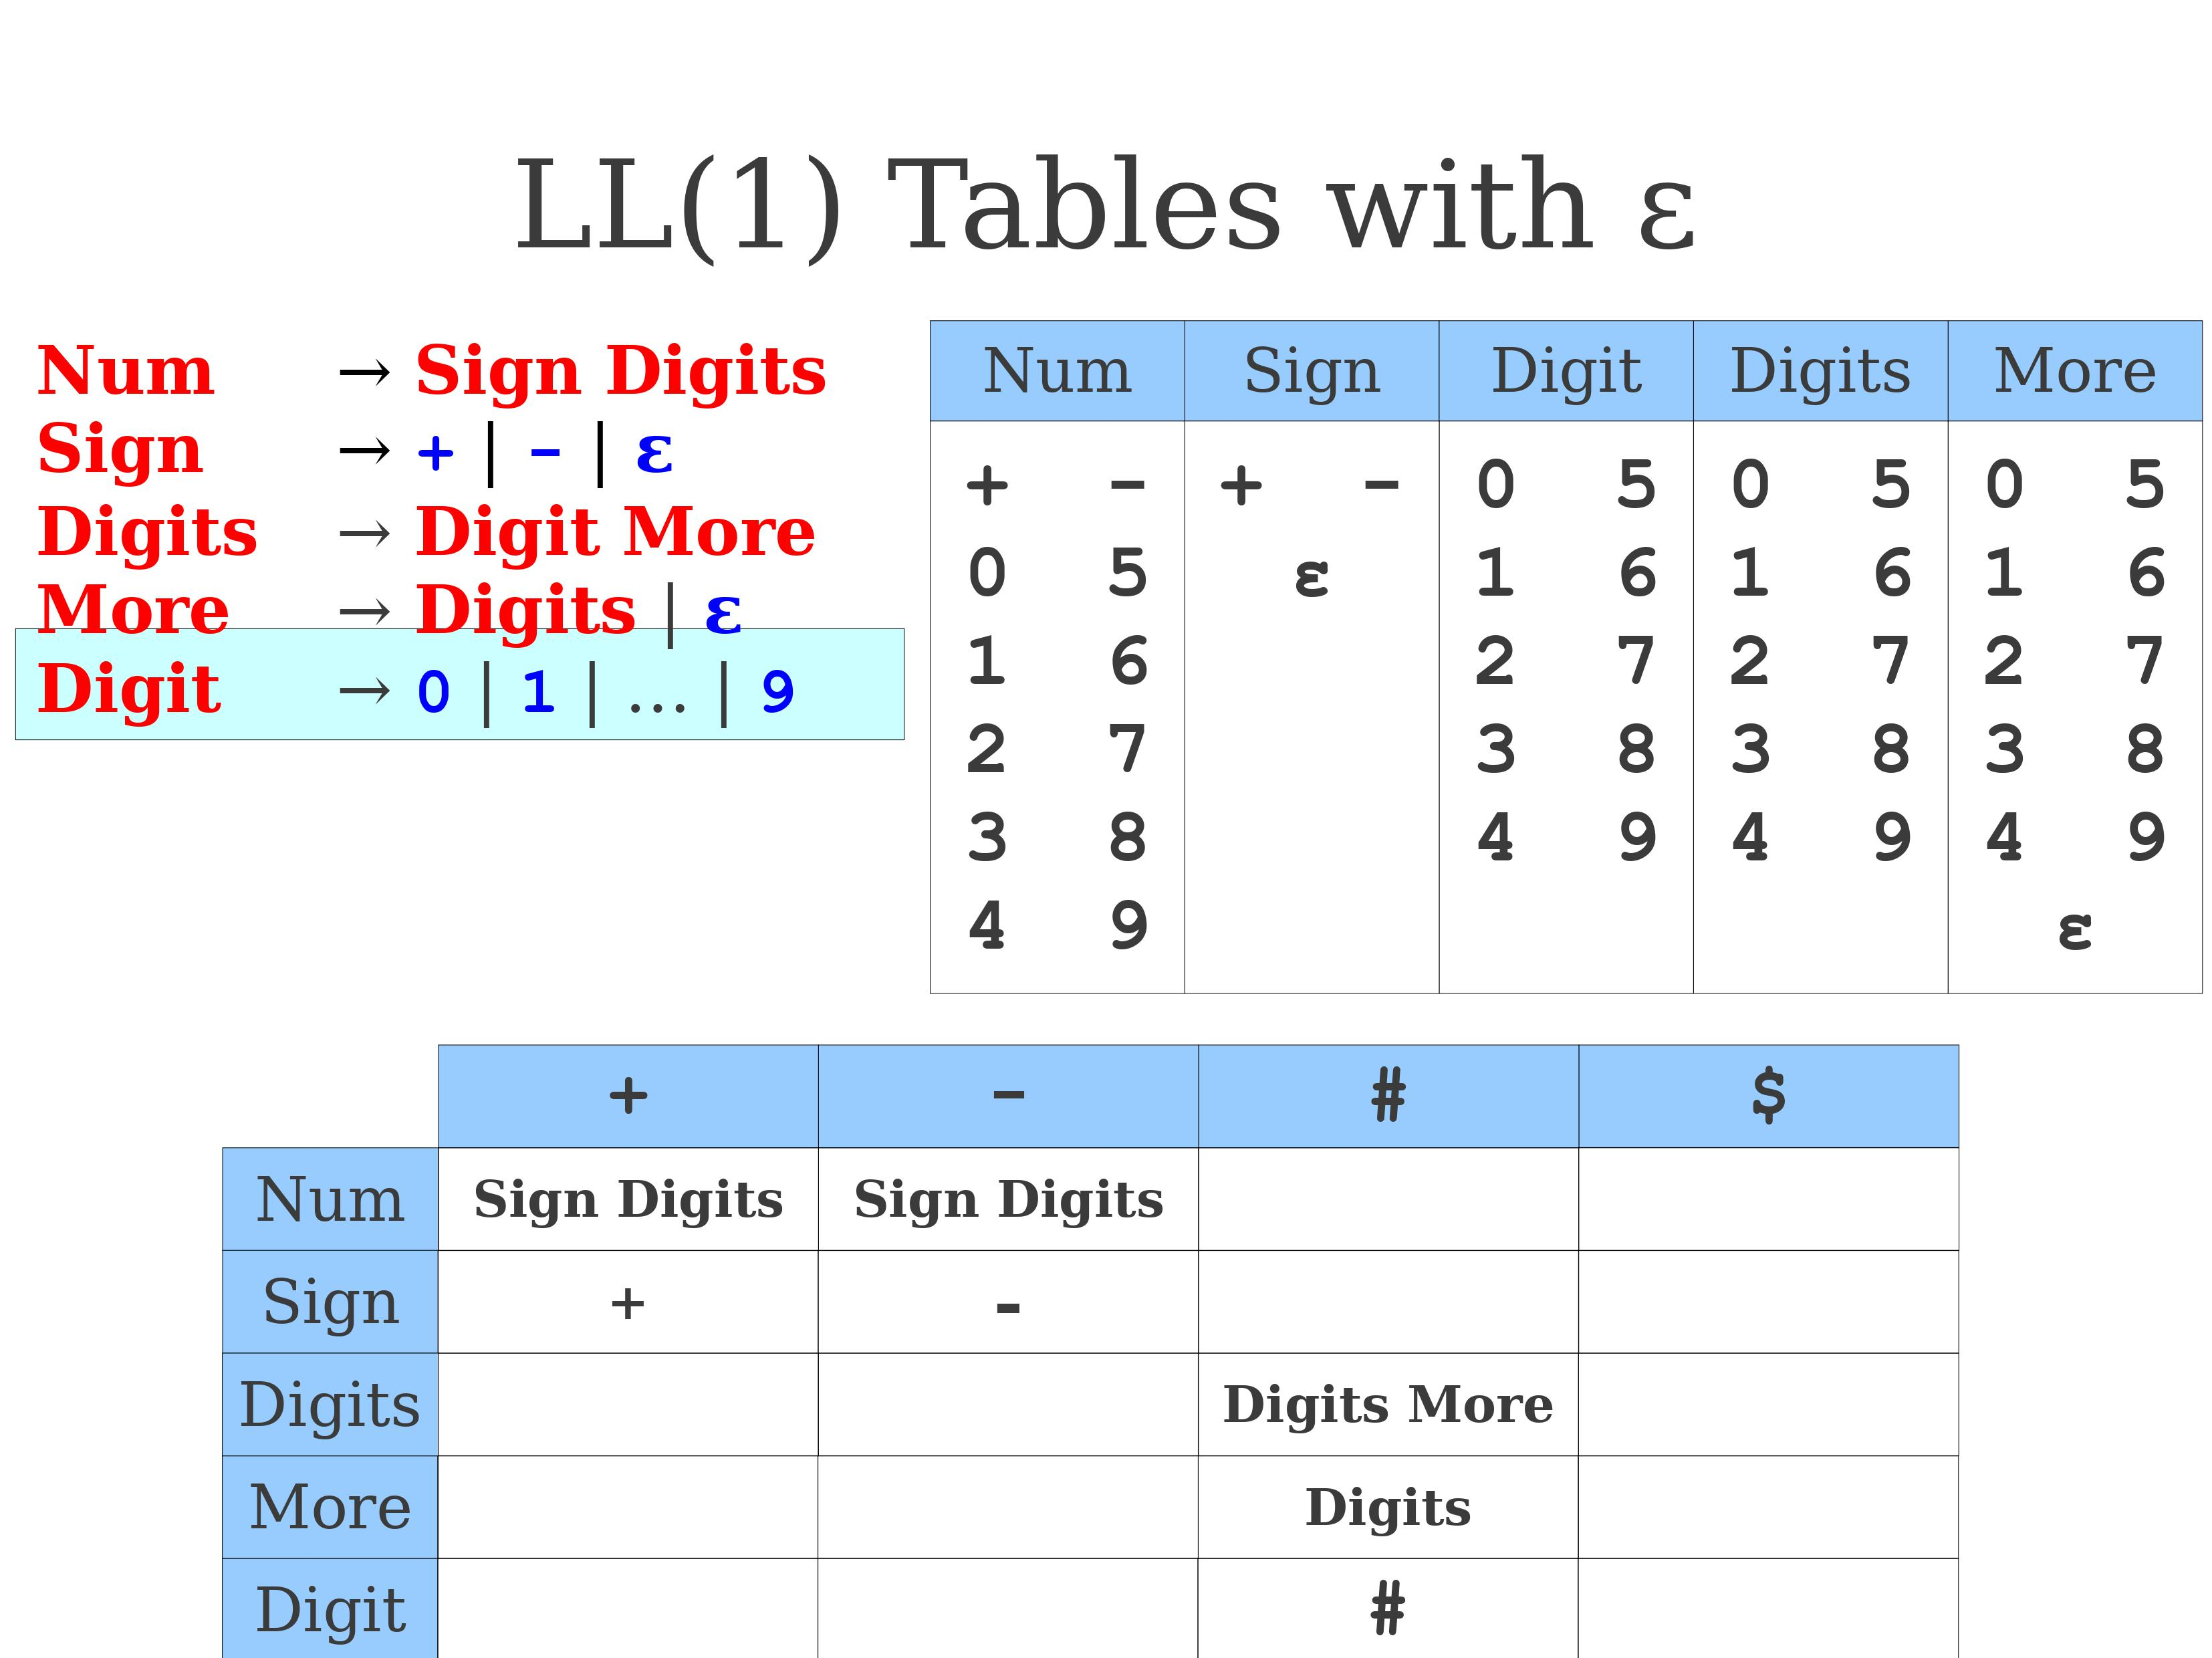 LL(1) Tables with ε
Num → Sign Digits
Sign → + | - | ε
Digits → Digit More
More → Digits | ε
Digit → 0 | 1 | … | 9
Num Sign Digit Digits More
+ - + - 0 5 0 5 0 5
0 5 ε 1 6 1 6 1 6
1 6 2 7 2 7 2 7
2 7 3 8 3 8 3 8
3 8 4 9 4 9 4 9
4 9 ε
+ - # $
Num Sign Digits Sign Digits
Sign + -
Digits Digits More
More Digits
Digit #